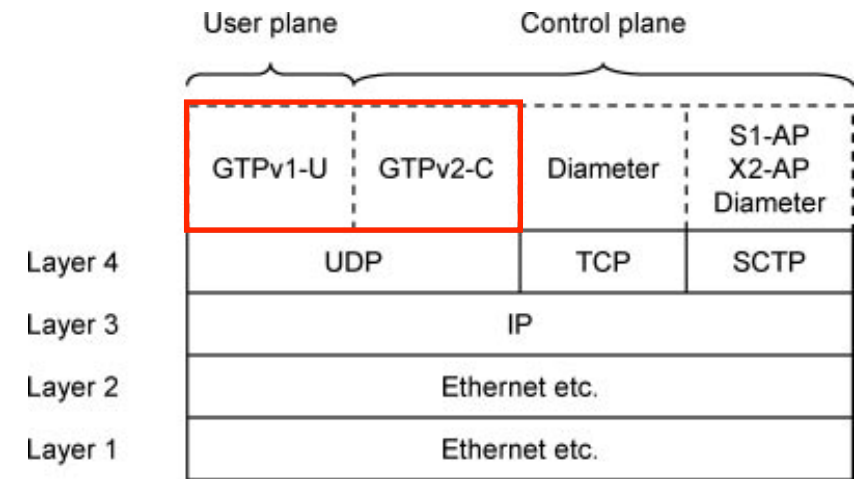 User plane
Control plane
GTPv1-U
GTPv2-C
Diameter
S1-AP
X2-AP
Diameter
Layer 4
UDP
TCP
SCTP
Layer 3
IP
Layer 2
Ethernet etc.
Layer 1
Ethernet etc.